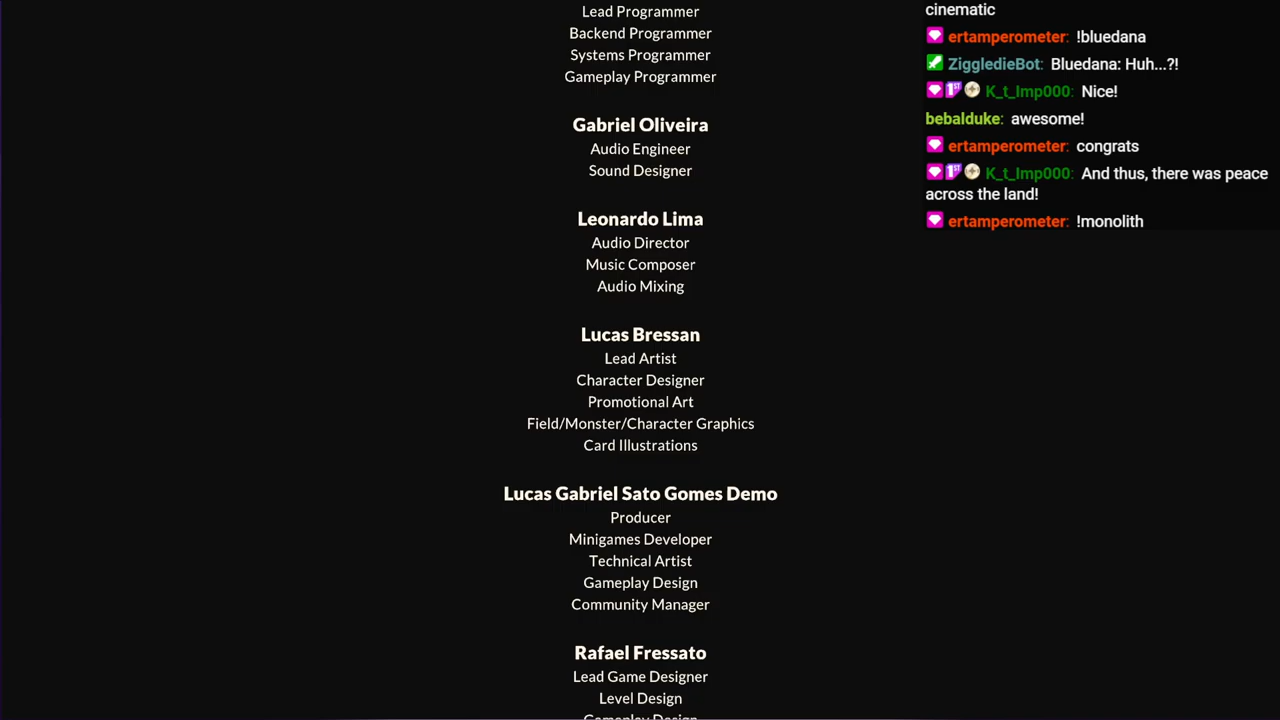 Lead Programmer
Backend Programmer
Systems Programmer
Gameplay Programmer
Gabriel Oliveira
Audio Engineer
Sound Designer
Leonardo Lima
Audio Director
Music Composer
Audio Mixing
Lucas Bressan
Lead Artist
Character Designer
Promotional Art
Field/Monster/Character Graphics
Card Illustrations
Lucas Gabriel Sato Gomes Demo
Producer
Minigames Developer
Technical Artist
Gameplay Design
Community Manager
Rafael Fressato
Lead Game Designer
Level Design
Gameplay Design
cinematic
ertamperometer: !bluedana
ZiggledieBot: Bluedana: Huh...?!
K_t_Imp000: Nice!
bebalduke: awesome!
ertamperometer: congrats
K_t_Imp000: And thus, there was peace
across the land!
ertamperometer: !monolith